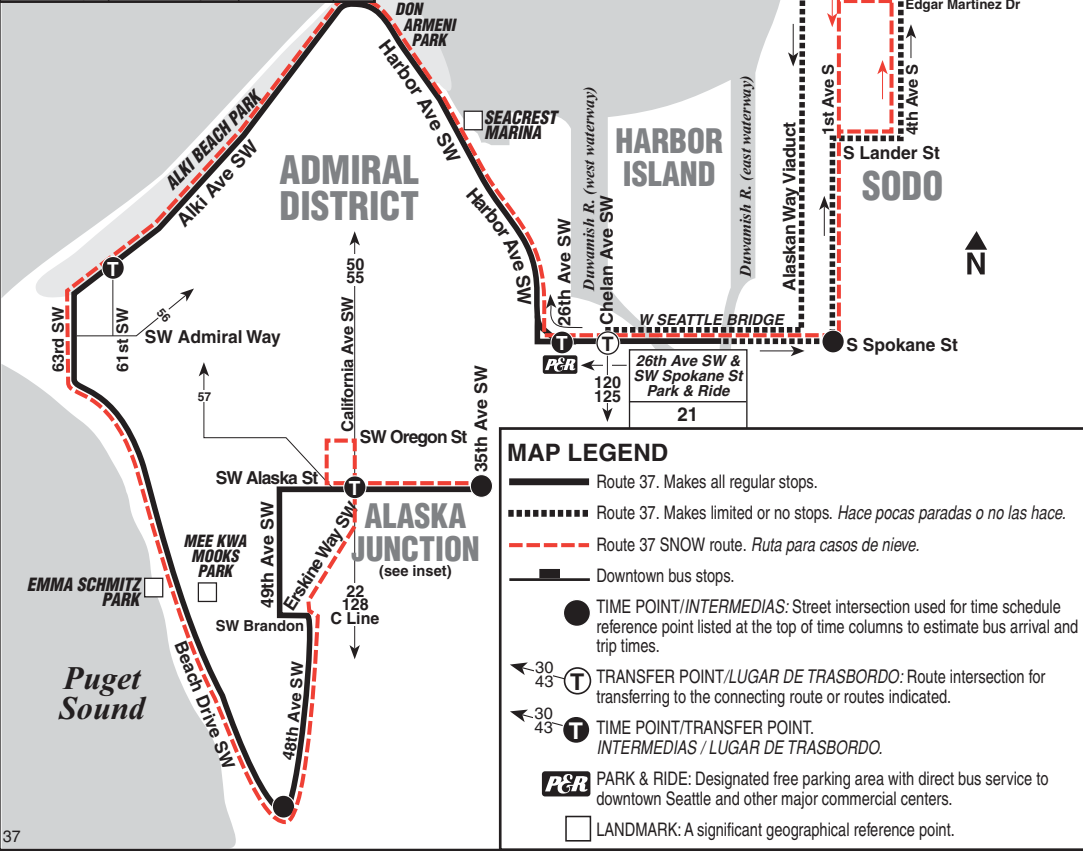 DON
ARMENI
PARK
Edgar Martinez Dr
Harbor Ave SW
ALKI BEACH PARK
Alki Ave SW
SEACREST
MARINA
ADMIRAL
DISTRICT
Harbor Ave SW
HARBOR
ISLAND
Duwamish R. (west waterway)
Duwamish R. (east waterway)
Alaskan Way Viaduct
1st Ave S
4th Ave S
S Lander St
SODO
N
T
50
55
26th Ave SW
Chelan Ave SW
W SEATTLE BRIDGE
63rd SW
61st SW
56
SW Admiral Way
T
P&R
T
S Spokane St
120
125
26th Ave SW &
SW Spokane St
Park & Ride
21
57
California Ave SW
SW Oregon St
35th Ave SW
SW Alaska St
T
ALASKA
JUNCTION
(see inset)
49th Ave SW
Erskine Way SW
MEE KWA
MOOKS
PARK
EMMA SCHMITZ
PARK
22
128
C Line
SW Brandon
Puget
Sound
Beach Drive SW
48th Ave SW
37
MAP LEGEND
Route 37. Makes all regular stops.
Route 37. Makes limited or no stops. Hace pocas paradas o no las hace.
Route 37 SNOW route. Ruta para casos de nieve.
Downtown bus stops.
TIME POINT/INTERMEDIAS: Street intersection used for time schedule
reference point listed at the top of time columns to estimate bus arrival and
trip times.
30
43
T
TRANSFER POINT/LUGAR DE TRASBORDO: Route intersection for
transferring to the connecting route or routes indicated.
30
43
T
TIME POINT/TRANSFER POINT.
INTERMEDIAS / LUGAR DE TRASBORDO.
P&R
PARK & RIDE: Designated free parking area with direct bus service to
downtown Seattle and other major commercial centers.
LANDMARK: A significant geographical reference point.